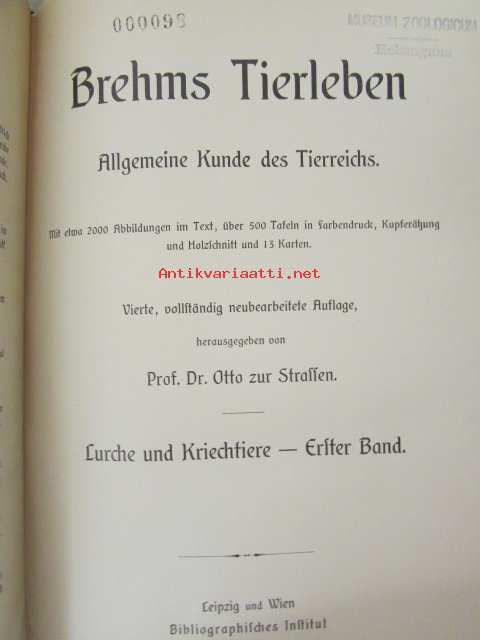 000093
MUSEUM ZOOLOGICUM
Helsingfors
Brehms Tierleben
Allgemeine Kunde des Tierreichs.
Mit etwa 2000 Abbildungen im Text, über 500 Tafeln in Farbendruck, Kupferätzung
und Holzſchnitt und 13 Karten.
Antikvariaatti.net
Vierte, vollſtändig neubearbeitete Auflage,
herausgegeben von
Prof. Dr. Otto zur Straſſen.
Lurche und Kriechtiere — Erſter Band.
Leipzig und Wien
Bibliographiſches Inſtitut